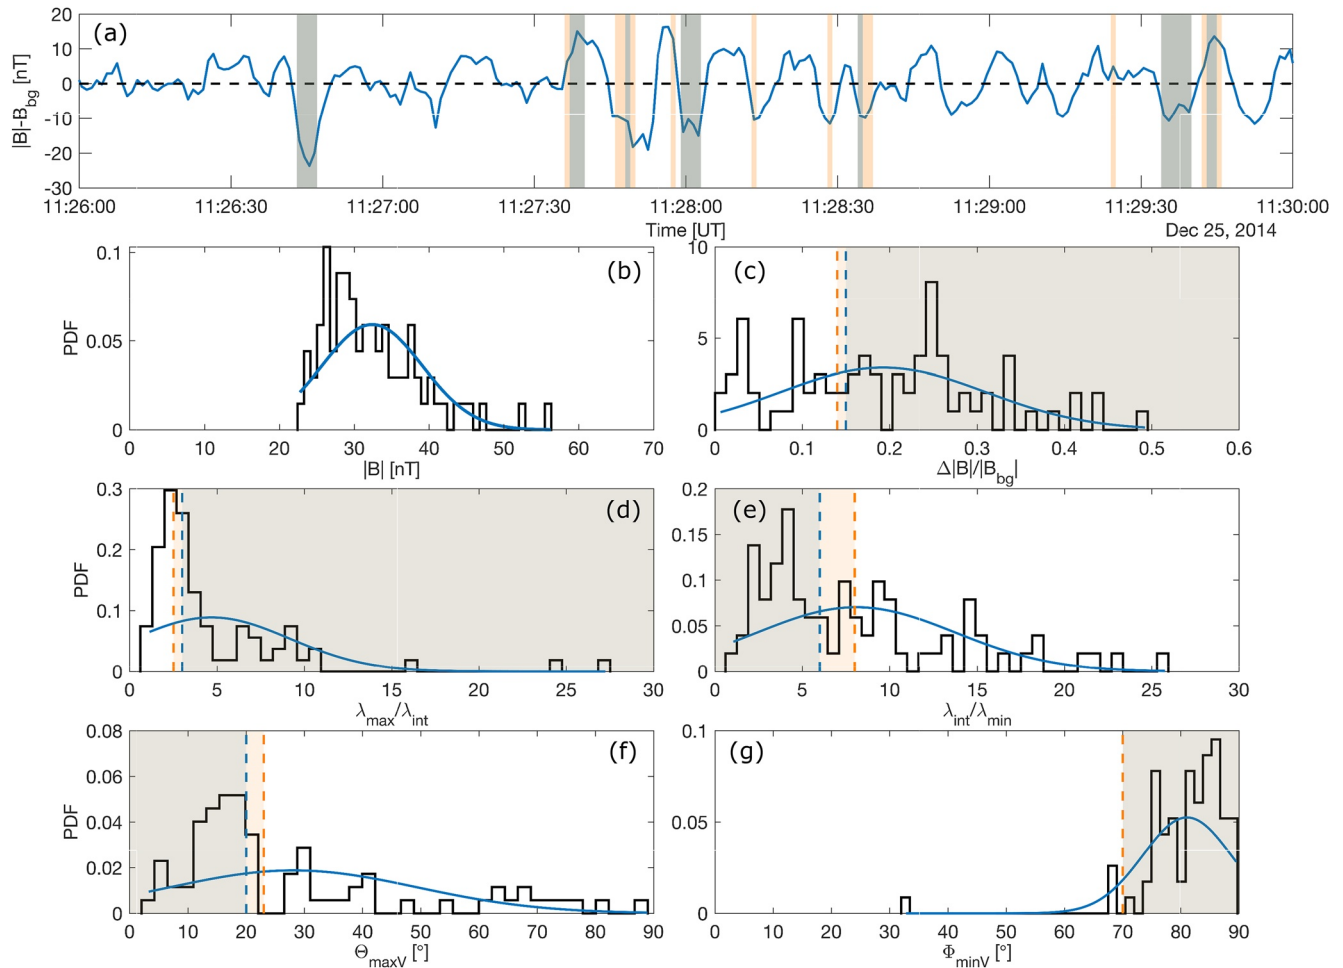 (a)
|B|-B_bg [nT]
20
10
0
-10
-20
-30
11:26:00 11:26:30 11:27:00 11:27:30 11:28:00 11:28:30 11:29:00 11:29:30 11:30:00
Time [UT]
Dec 25, 2014
(b)
PDF
0.1
0.05
0
0 10 20 30 40 50 60 70
|B| [nT]
(c)
10
5
0
0 0.1 0.2 0.3 0.4 0.5 0.6
Δ|B|/|B_bg|
(d)
PDF
0.3
0.2
0.1
0
0 5 10 15 20 25 30
λ_max/λ_int
(e)
0.2
0.15
0.1
0.05
0
0 5 10 15 20 25 30
λ_int/λ_min
(f)
PDF
0.08
0.06
0.04
0.02
0
0 10 20 30 40 50 60 70 80 90
Θ_maxV [°]
(g)
0.1
0.05
0
0 10 20 30 40 50 60 70 80 90
Φ_minV [°]